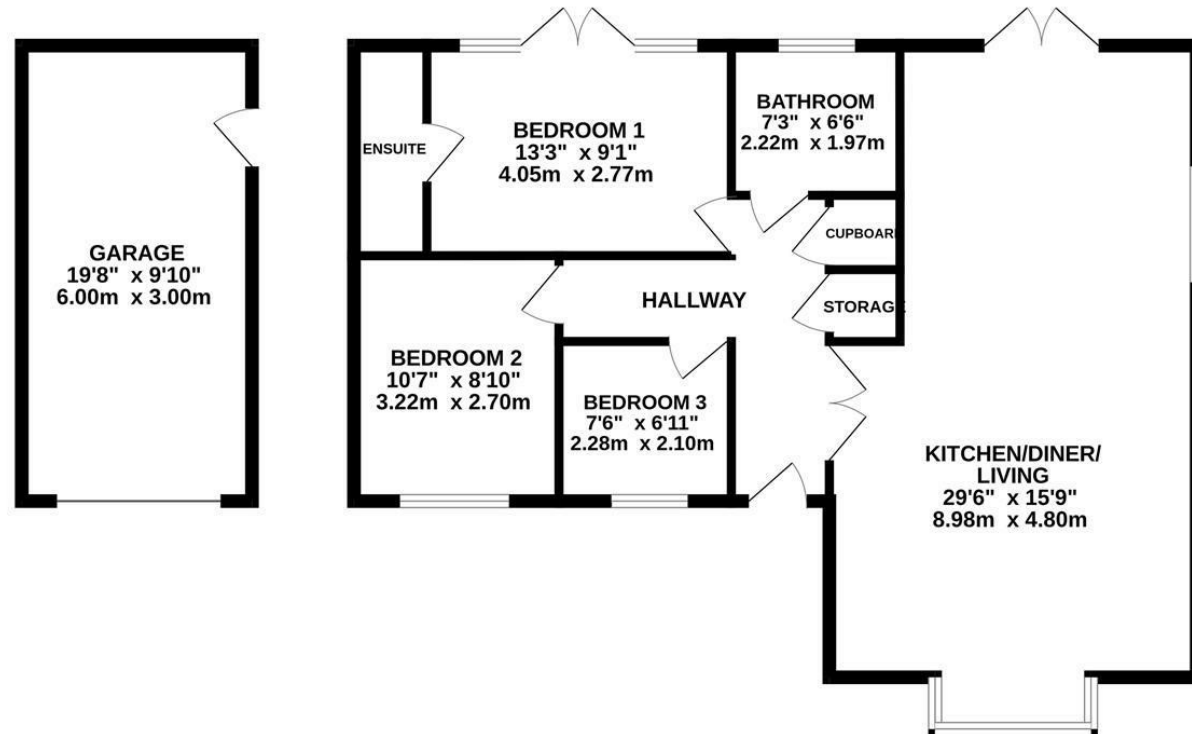 GARAGE
19'8" x 9'10"
6.00m x 3.00m
ENSUITE
BEDROOM 1
13'3" x 9'1"
4.05m x 2.77m
BATHROOM
7'3" x 6'6"
2.22m x 1.97m
CUPBOAR
STORAGE
HALLWAY
BEDROOM 2
10'7" x 8'10"
3.22m x 2.70m
BEDROOM 3
7'6" x 6'11"
2.28m x 2.10m
KITCHEN/DINER/
LIVING
29'6" x 15'9"
8.98m x 4.80m